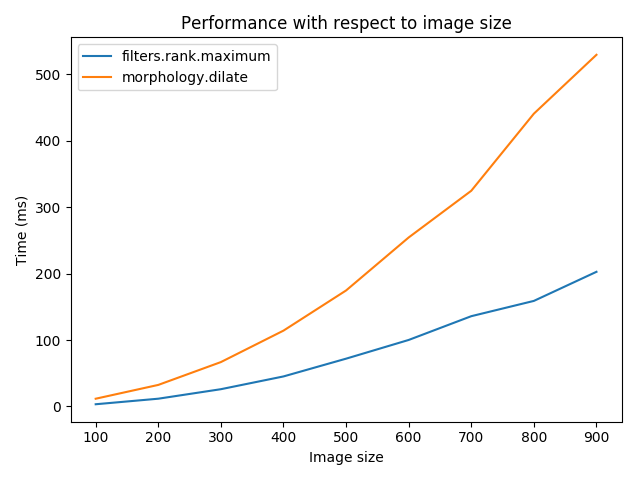 Performance with respect to image size
filters.rank.maximum
morphology.dilate
Time (ms)
500
400
300
200
100
0
100 200 300 400 500 600 700 800 900
Image size